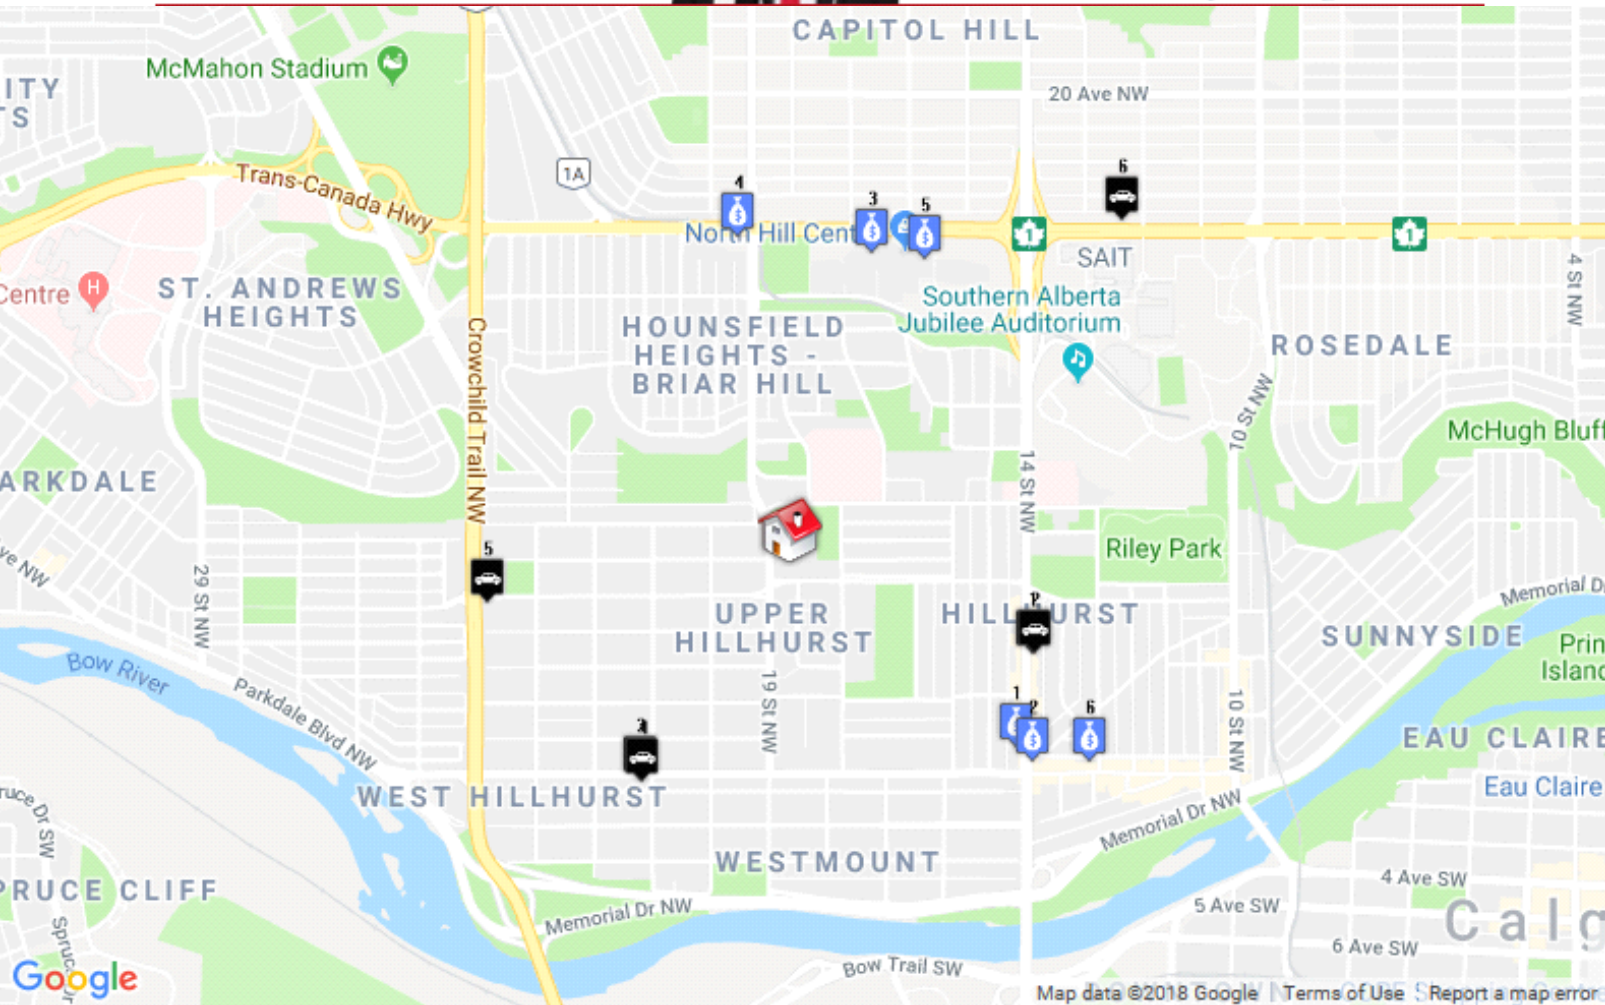 CAPITOL HILL
McMahon Stadium
ITY
TS
20 Ave NW
1A
Trans-Canada Hwy
4
3
5
6
North Hill Cent
1
1
SAIT
Centre
H
ST. ANDREWS
HEIGHTS
Southern Alberta
Jubilee Auditorium
4 St NW
HOUNSFIELD
HEIGHTS -
BRIAR HILL
Crowchild Trail NW
ROSEDALE
10 St NW
McHugh Bluff
ARKDALE
14 St NW
Riley Park
5
ve NW
29 St NW
Memorial D
UPPER
HILLHURST
HILLHURST
SUNNYSIDE
Prin
Island
Bow River
Parkdale Blvd NW
19 St NW
1
2
6
10 St NW
3
EAU CLAIRE
Eau Claire
WEST HILLHURST
ruce Dr SW
Memorial Dr NW
WESTMOUNT
PRUCE CLIFF
4 Ave SW
5 Ave SW
Memorial Dr NW
Calg
6 Ave SW
Spruc
Bow Trail SW
Google
Map data ©2018 Google
Terms of Use
Report a map error